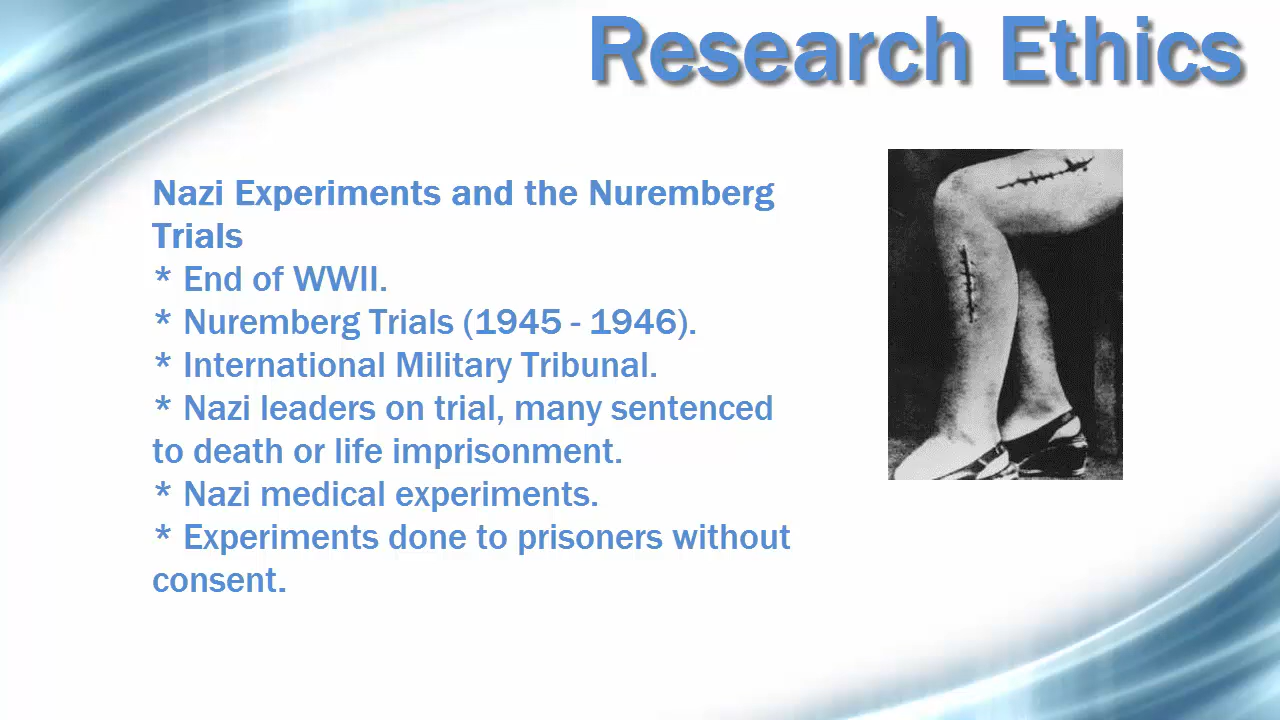 Research Ethics
Nazi Experiments and the Nuremberg
Trials
* End of WWII.
* Nuremberg Trials (1945 - 1946).
* International Military Tribunal.
* Nazi leaders on trial, many sentenced
to death or life imprisonment.
* Nazi medical experiments.
* Experiments done to prisoners without
consent.